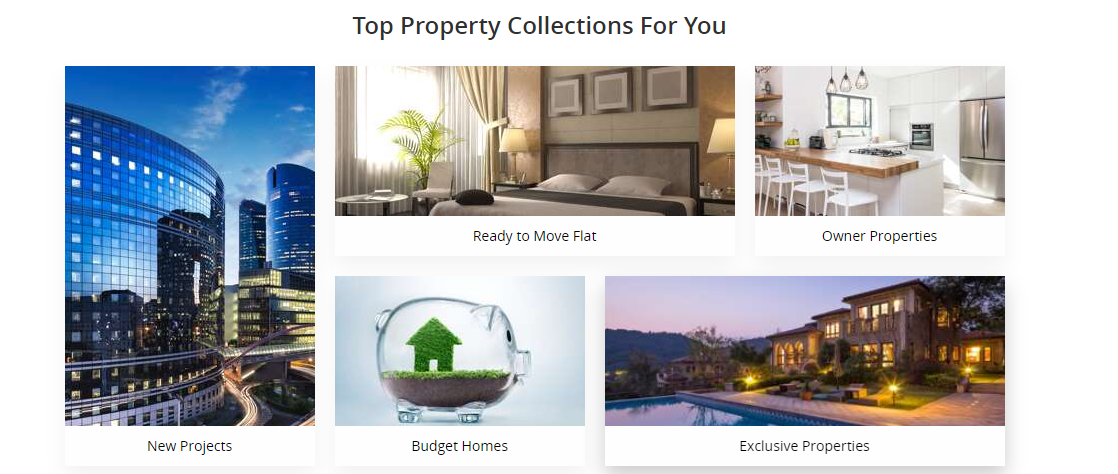 Top Property Collections For You
Ready to Move Flat
Owner Properties
New Projects
Budget Homes
Exclusive Properties